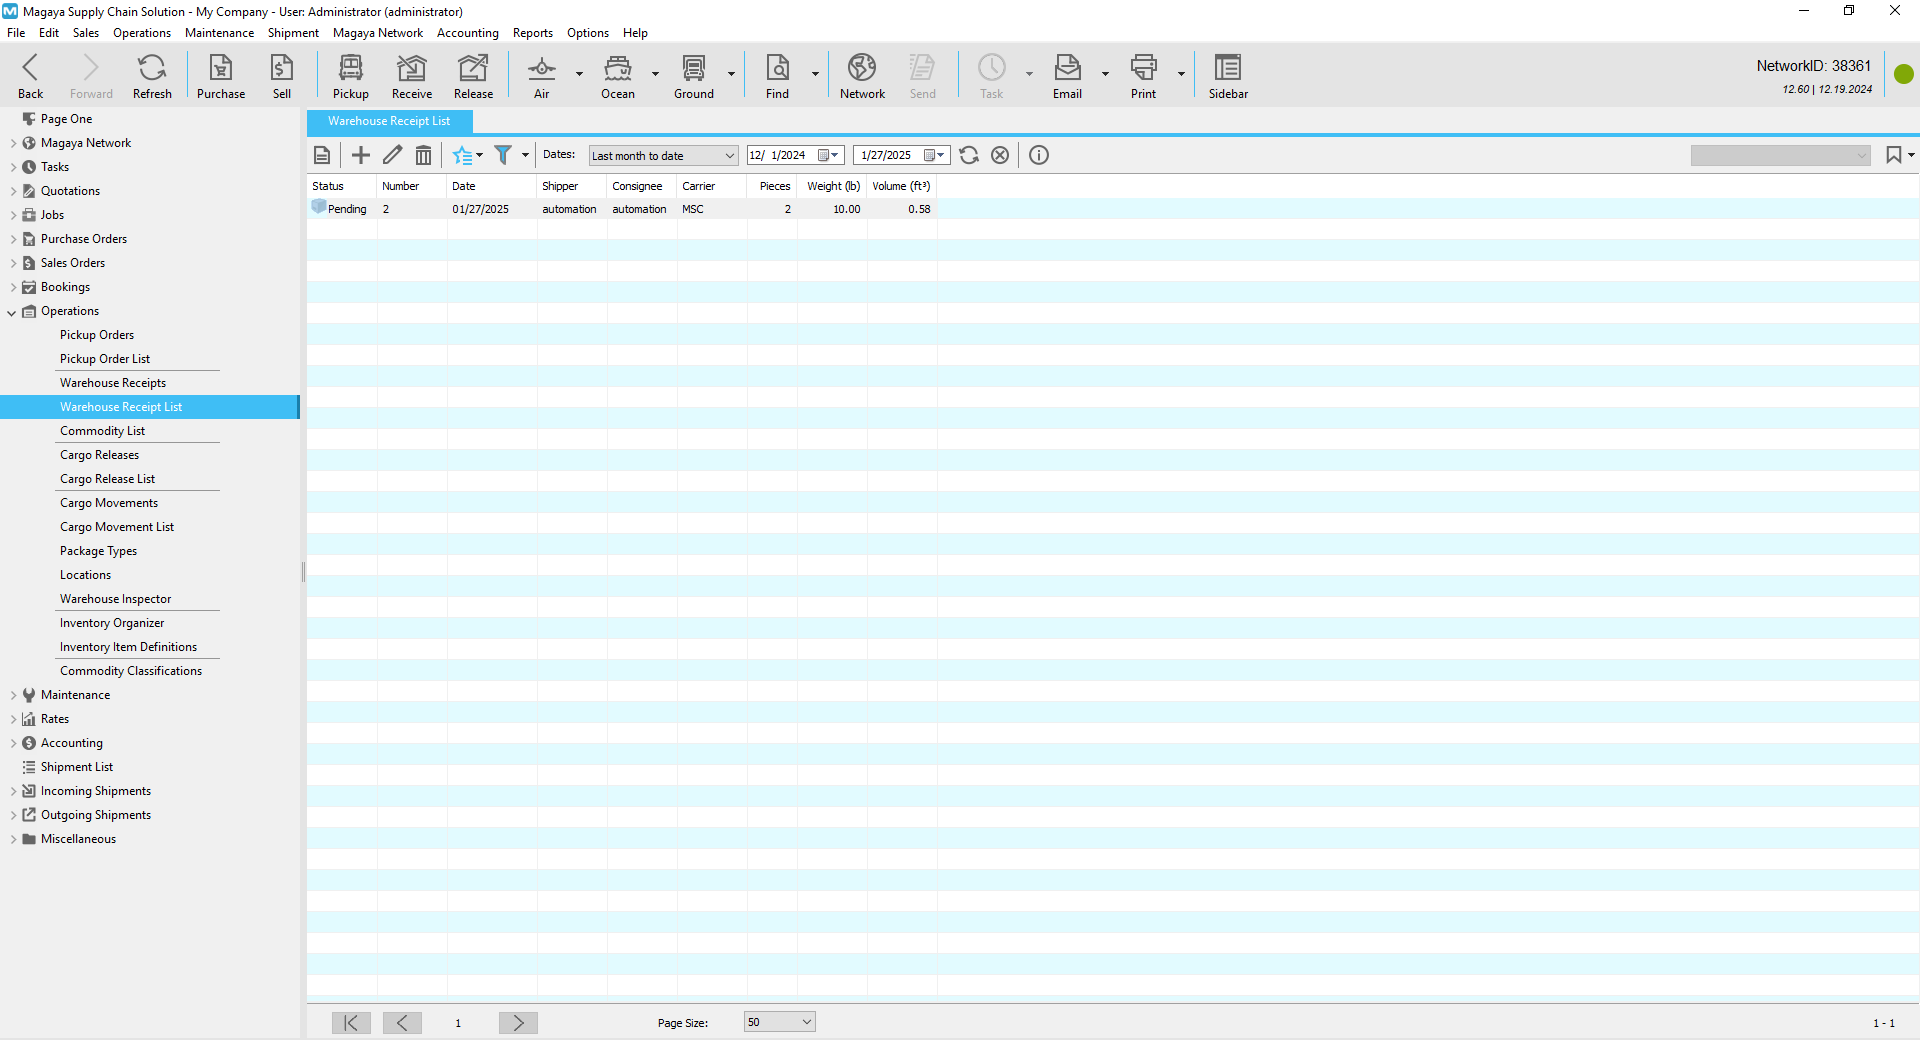 Magaya Supply Chain Solution - My Company - User: Administrator (administrator)
File Edit Sales Operations Maintenance Shipment Magaya Network Accounting Reports Options Help
Back Forward Refresh Purchase Sell Pickup Receive Release Air Ocean Ground Find Network Send Task Email Print Sidebar
NetworkID: 38361
12.60 | 12.19.2024
Page One
Magaya Network
Tasks
Quotations
Jobs
Purchase Orders
Sales Orders
Bookings
Operations
Pickup Orders
Pickup Order List
Warehouse Receipts
Warehouse Receipt List
Commodity List
Cargo Releases
Cargo Release List
Cargo Movements
Cargo Movement List
Package Types
Locations
Warehouse Inspector
Inventory Organizer
Inventory Item Definitions
Commodity Classifications
Maintenance
Rates
Accounting
Shipment List
Incoming Shipments
Outgoing Shipments
Miscellaneous
Warehouse Receipt List
Dates: Last month to date 12/ 1/2024 1/27/2025
Status Number Date Shipper Consignee Carrier Pieces Weight (lb) Volume (ft³)
Pending 2 01/27/2025 automation automation MSC 2 10.00 0.58
1 Page Size: 50 1 - 1